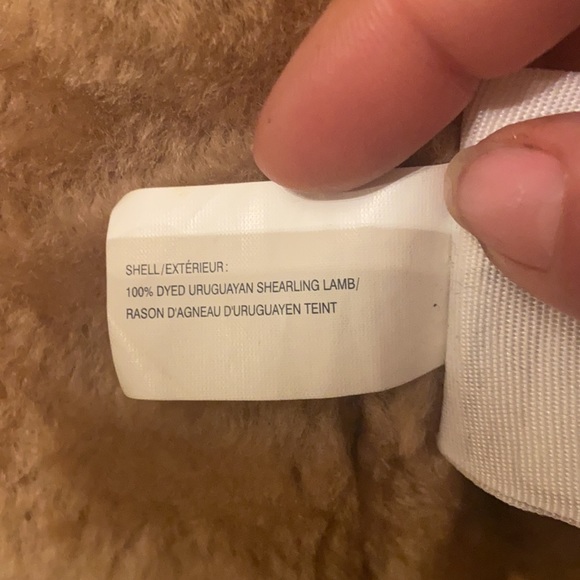 SHELL/EXTÉRIEUR:
100% DYED URUGUAYAN SHEARLING LAMB/
RASON D'AGNEAU D'URUGUAYEN TEINT